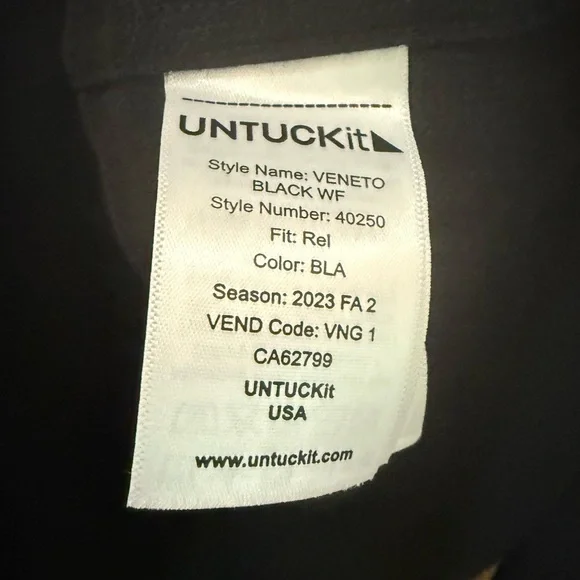 UNTUCKit
Style Name: VENETO
BLACK WF
Style Number: 40250
Fit: Rel
Color: BLA
Season: 2023 FA 2
VEND Code: VNG 1
CA62799
UNTUCKit
USA
www.untuckit.com